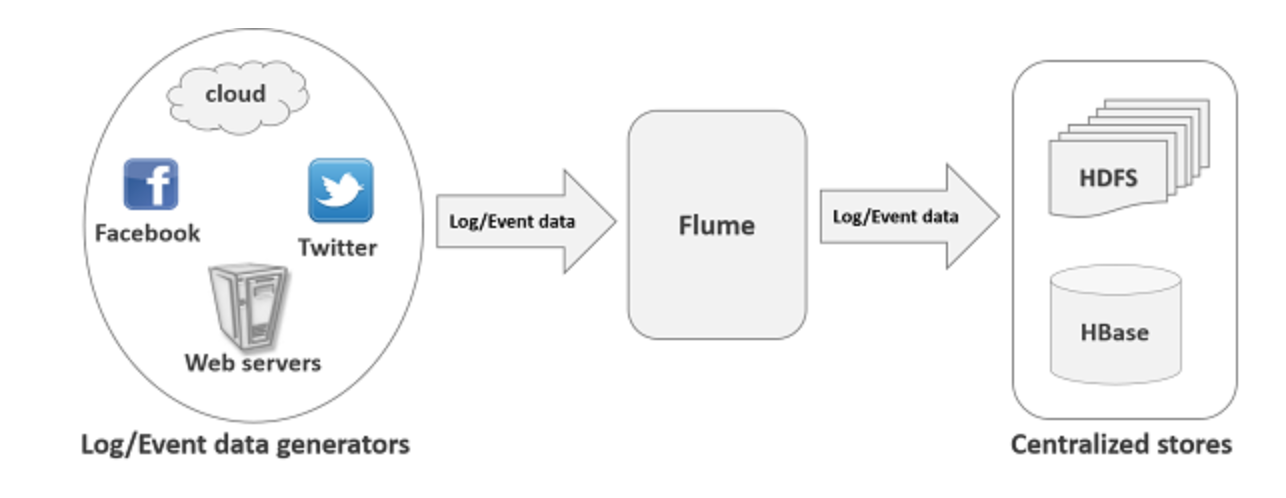 cloud
Facebook
Twitter
Web servers
Log/Event data generators
Log/Event data
Flume
Log/Event data
HDFS
HBase
Centralized stores